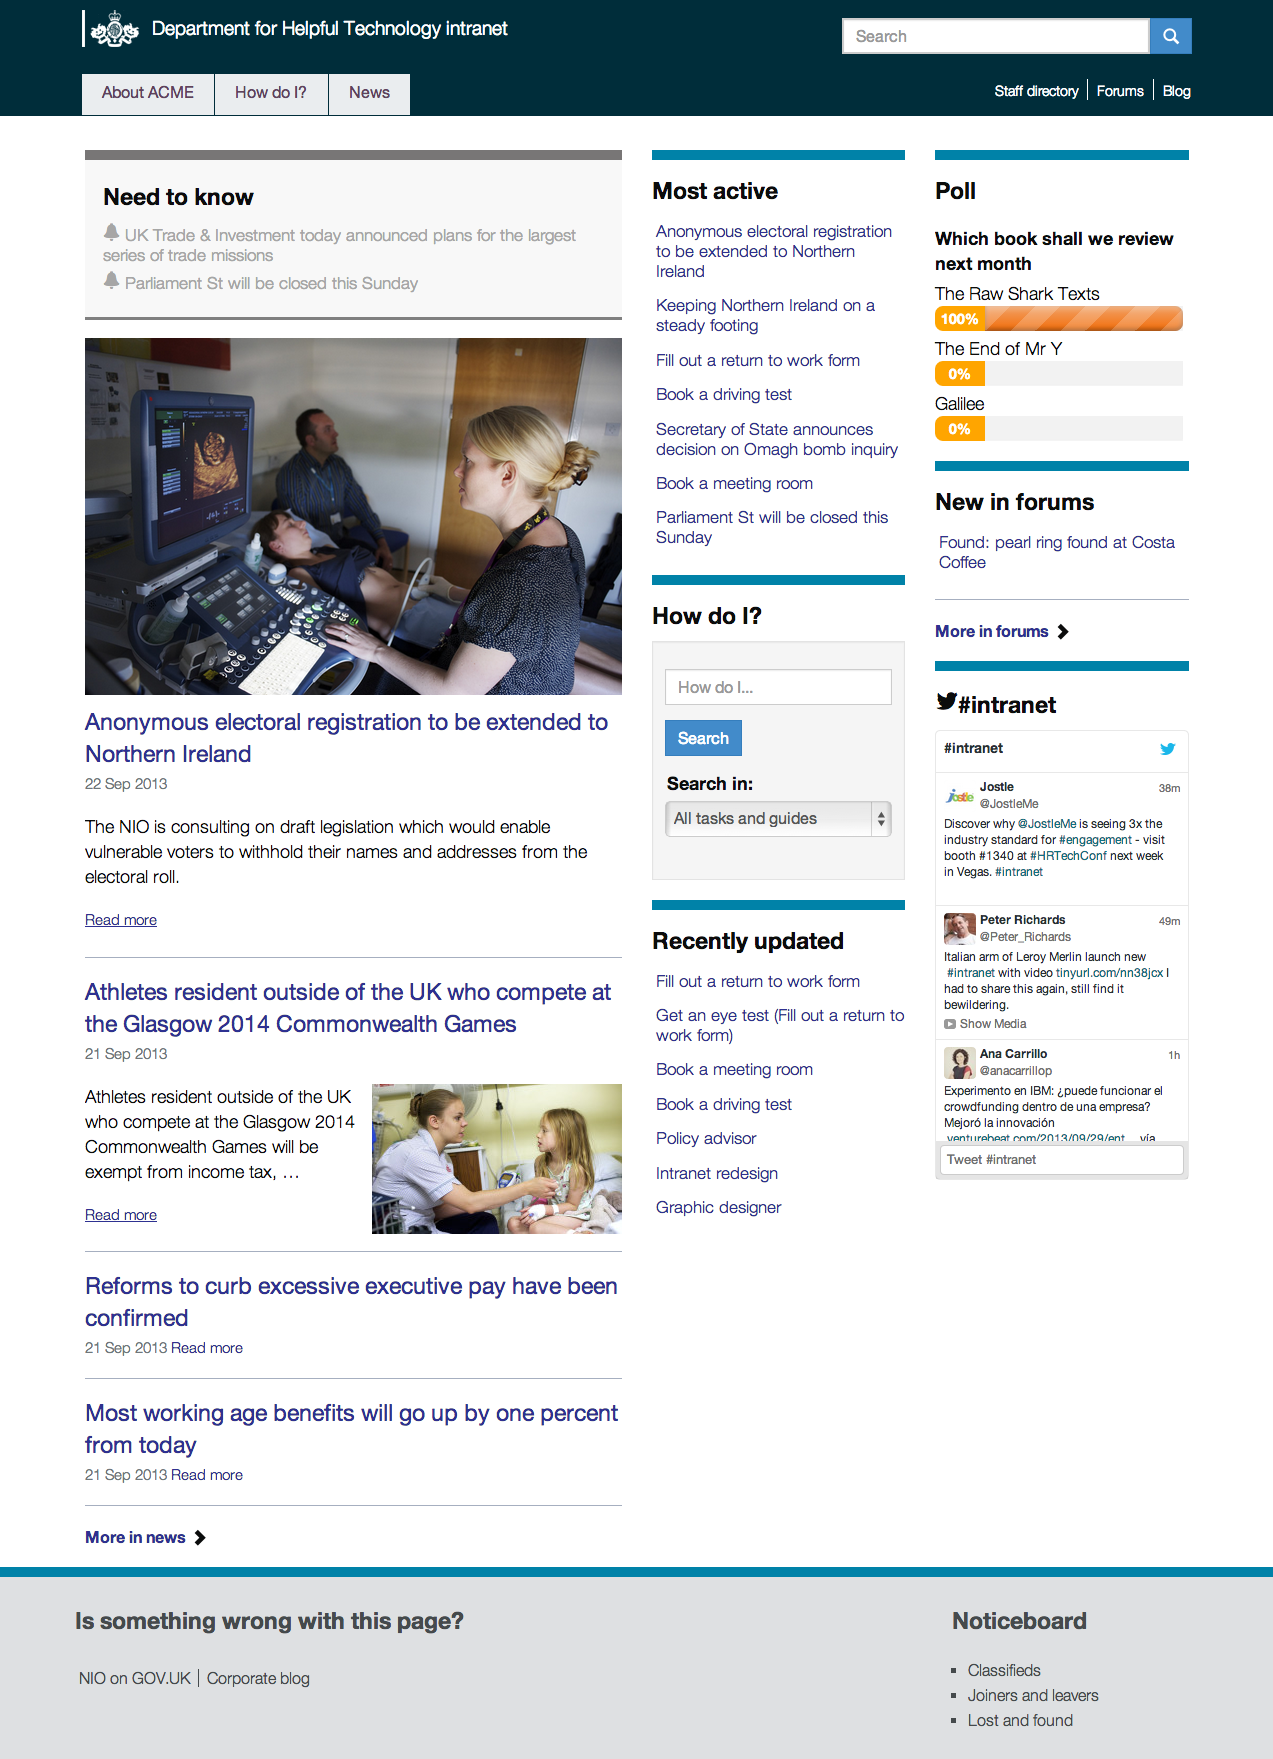 Department for Helpful Technology intranet
Search
About ACME
How do I?
News
Staff directory
Forums
Blog
Need to know
UK Trade & Investment today announced plans for the largest
series of trade missions
Parliament St will be closed this Sunday
Anonymous electoral registration to be extended to
Northern Ireland
22 Sep 2013
The NIO is consulting on draft legislation which would enable
vulnerable voters to withhold their names and addresses from the
electoral roll.
Read more
Athletes resident outside of the UK who compete at
the Glasgow 2014 Commonwealth Games
21 Sep 2013
Athletes resident outside of the UK
who compete at the Glasgow 2014
Commonwealth Games will be
exempt from income tax, …
Read more
Reforms to curb excessive executive pay have been
confirmed
21 Sep 2013 Read more
Most working age benefits will go up by one percent
from today
21 Sep 2013 Read more
More in news
Most active
Anonymous electoral registration
to be extended to Northern
Ireland
Keeping Northern Ireland on a
steady footing
Fill out a return to work form
Book a driving test
Secretary of State announces
decision on Omagh bomb inquiry
Book a meeting room
Parliament St will be closed this
Sunday
How do I?
How do I...
Search
Search in:
All tasks and guides
Recently updated
Fill out a return to work form
Get an eye test (Fill out a return to
work form)
Book a meeting room
Book a driving test
Policy advisor
Intranet redesign
Graphic designer
Poll
Which book shall we review
next month
The Raw Shark Texts
100%
The End of Mr Y
0%
Galilee
0%
New in forums
Found: pearl ring found at Costa
Coffee
More in forums
#intranet
#intranet
jostle
Jostle
38m
@JostleMe
Discover why @JostleMe is seeing 3x the
industry standard for #engagement - visit
booth #1340 at #HRTechConf next week
in Vegas. #intranet
Peter Richards
49m
@Peter_Richards
Italian arm of Leroy Merlin launch new
#intranet with video tinyurl.com/nn38jcx I
had to share this again, still find it
bewildering.
Show Media
Ana Carrillo
1h
@anacarrillop
Experimento en IBM: ¿puede funcionar el
crowdfunding dentro de una empresa?
Mejoró la innovación
venturebeat.com/2013/09/29/ent... vía
Tweet #intranet
Is something wrong with this page?
NIO on GOV.UK
Corporate blog
Noticeboard
Classifieds
Joiners and leavers
Lost and found